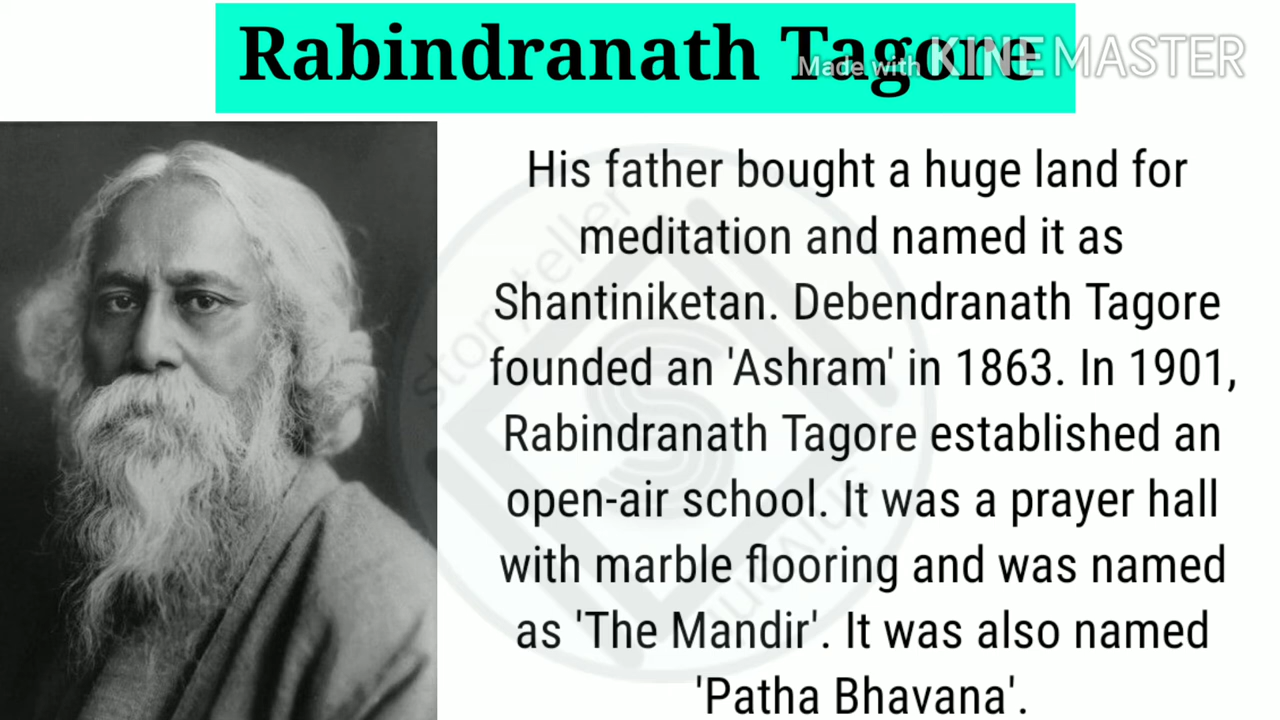 Rabindranath Tagore
Made with KINEMASTER
His father bought a huge land for
meditation and named it as
Shantiniketan. Debendranath Tagore
founded an 'Ashram' in 1863. In 1901,
Rabindranath Tagore established an
open-air school. It was a prayer hall
with marble flooring and was named
as 'The Mandir'. It was also named
'Patha Bhavana'.